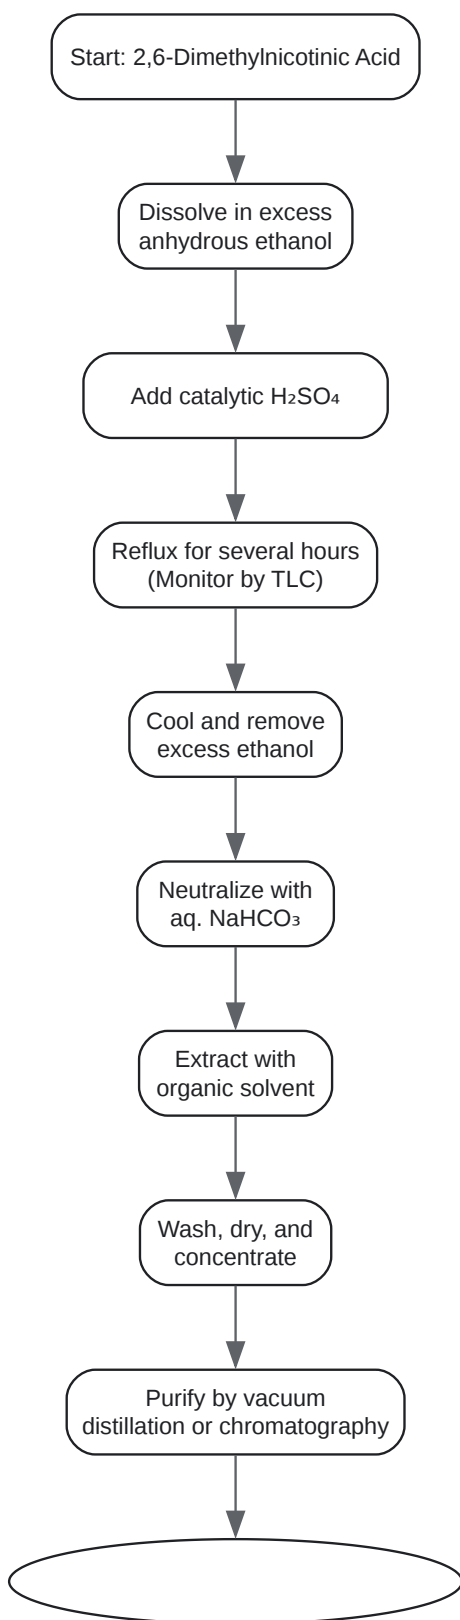 Start: 2,6-Dimethylnicotinic Acid
Dissolve in excess
anhydrous ethanol
Add catalytic H₂SO₄
Reflux for several hours
(Monitor by TLC)
Cool and remove
excess ethanol
Neutralize with
aq. NaHCO₃
Extract with
organic solvent
Wash, dry, and
concentrate
Purify by vacuum
distillation or chromatography